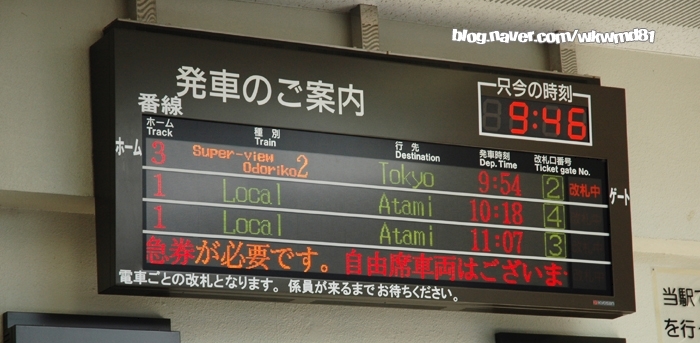 blog.naver.com/wkwmd81
発車のご案内
只今の時刻
9:46
番線
ホーム Track 種別 Train 行先 Destination 発車時刻 Dep. Time 改札口番号 Ticket gate No.
ホーム ゲート
3 Super-view Odoriko 2 Tokyo 9:54 2 改札中
1 Local Atami 10:18 4
1 Local Atami 11:07 3
急券が必要です。自由席車両はございま
電車ごとの改札となります。係員が来るまでお待ちください。
当駅
を行